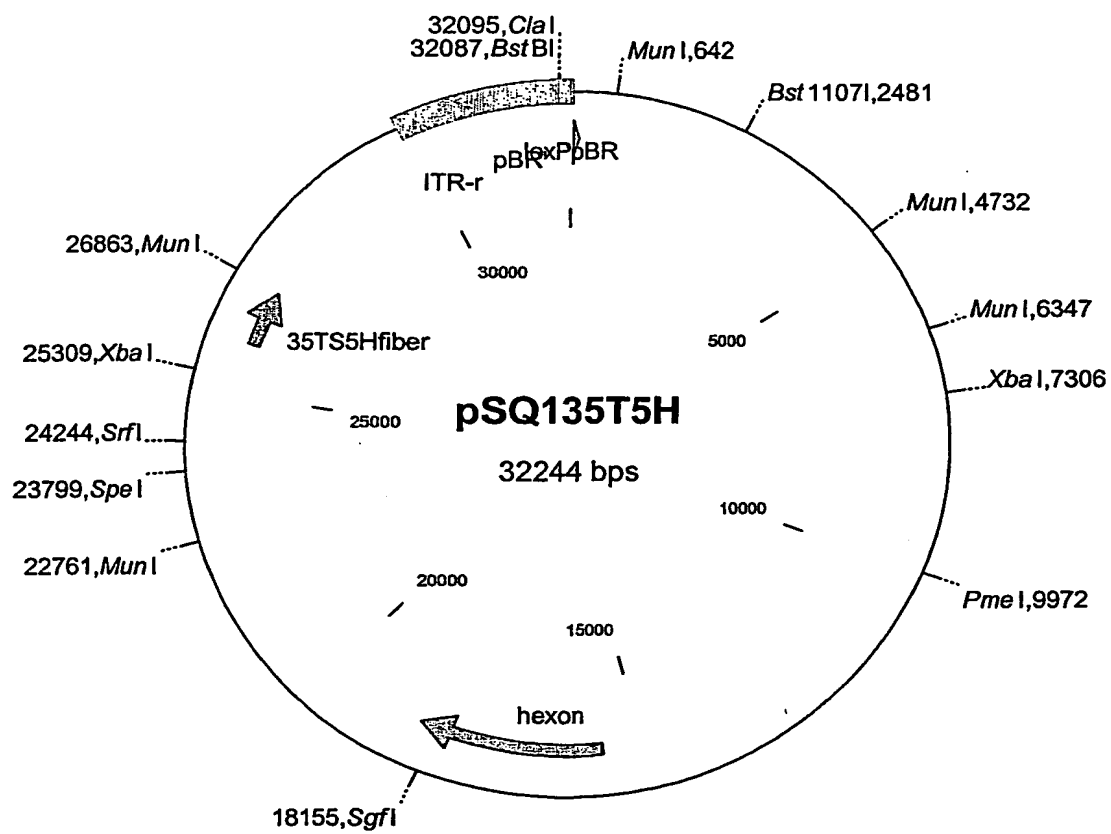 32095,ClaI
32087,BstBI
MunI,642
Bst1107I,2481
loxPpBR
pBR
ITR-r
MunI,4732
26863,MunI
30000
MunI,6347
5000
35TS5Hfiber
25309,XbaI
XbaI,7306
25000
pSQ135T5H
24244,SrfI
32244 bps
23799,SpeI
10000
22761,MunI
20000
PmeI,9972
15000
hexon
18155,SgfI